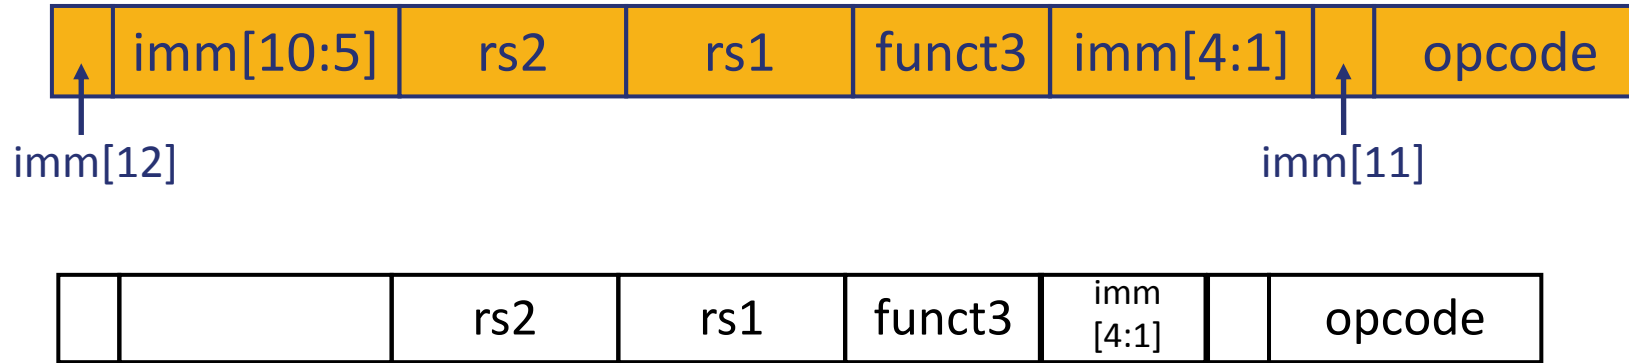 imm[10:5] rs2 rs1 funct3 imm[4:1] opcode
imm[12] imm[11]
rs2 rs1 funct3 imm [4:1] opcode